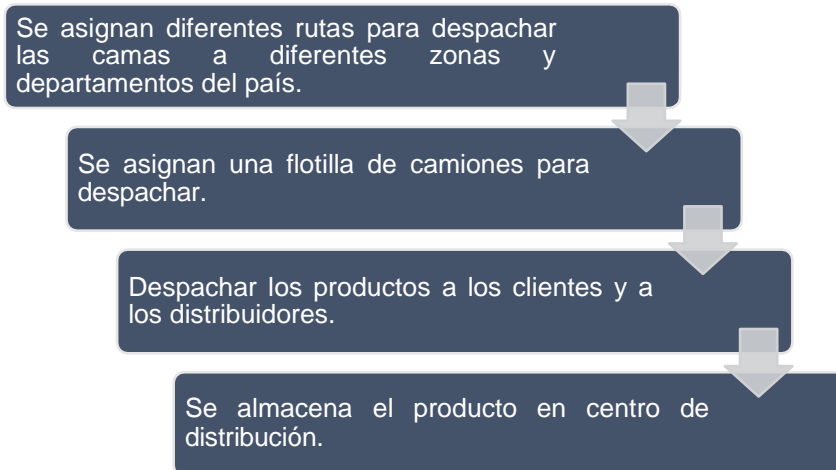 Se asignan diferentes rutas para despachar
las camas a diferentes zonas y
departamentos del país.
Se asignan una flotilla de camiones para
despachar.
Despachar los productos a los clientes y a
los distribuidores.
Se almacena el producto en centro de
distribución.